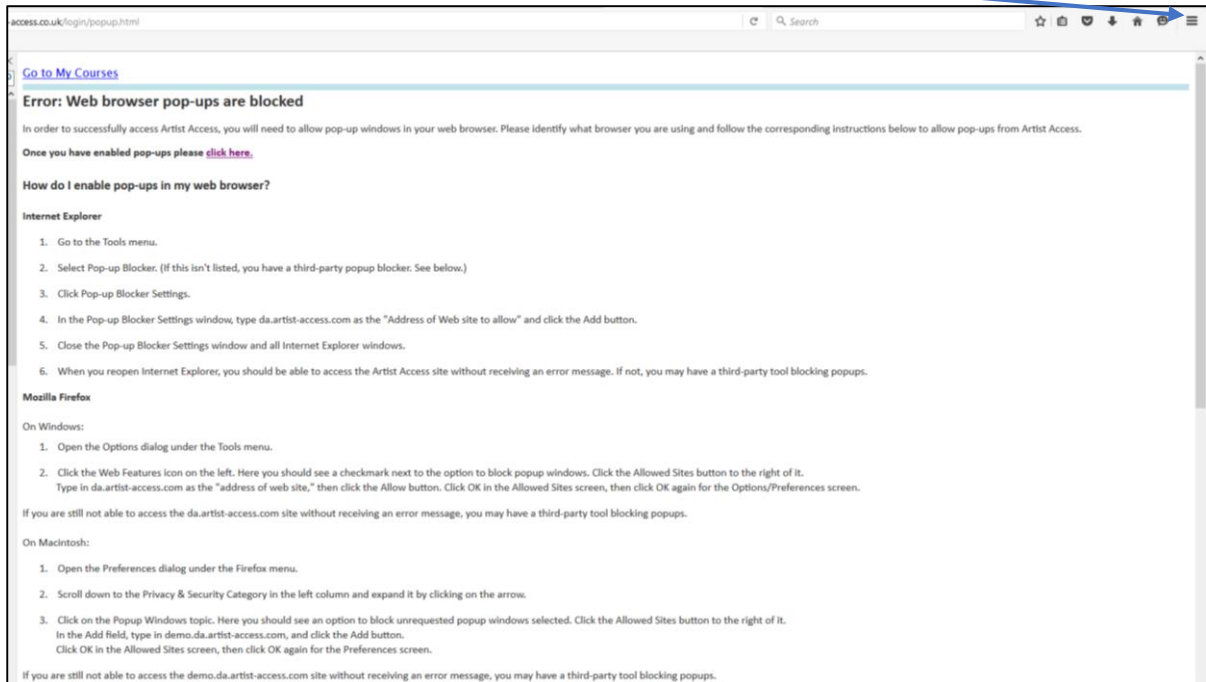 -access.co.uk/login/popup.html
Search
Go to My Courses
Error: Web browser pop-ups are blocked
In order to successfully access Artist Access, you will need to allow pop-up windows in your web browser. Please identify what browser you are using and follow the corresponding instructions below to allow pop-ups from Artist Access.
Once you have enabled pop-ups please click here.
How do I enable pop-ups in my web browser?
Internet Explorer
1. Go to the Tools menu.
2. Select Pop-up Blocker. (If this isn't listed, you have a third-party popup blocker. See below.)
3. Click Pop-up Blocker Settings.
4. In the Pop-up Blocker Settings window, type da.artist-access.com as the "Address of Web site to allow" and click the Add button.
5. Close the Pop-up Blocker Settings window and all Internet Explorer windows.
6. When you reopen Internet Explorer, you should be able to access the Artist Access site without receiving an error message. If not, you may have a third-party tool blocking popups.
Mozilla Firefox
On Windows:
1. Open the Options dialog under the Tools menu.
2. Click the Web Features icon on the left. Here you should see a checkmark next to the option to block popup windows. Click the Allowed Sites button to the right of it.
Type in da.artist-access.com as the "address of web site," then click the Allow button. Click OK in the Allowed Sites screen, then click OK again for the Options/Preferences screen.
If you are still not able to access the da.artist-access.com site without receiving an error message, you may have a third-party tool blocking popups.
On Macintosh:
1. Open the Preferences dialog under the Firefox menu.
2. Scroll down to the Privacy & Security Category in the left column and expand it by clicking on the arrow.
3. Click on the Popup Windows topic. Here you should see an option to block unrequested popup windows selected. Click the Allowed Sites button to the right of it.
In the Add field, type in demo.da.artist-access.com, and click the Add button.
Click OK in the Allowed Sites screen, then click OK again for the Preferences screen.
If you are still not able to access the demo.da.artist-access.com site without receiving an error message, you may have a third-party tool blocking popups.